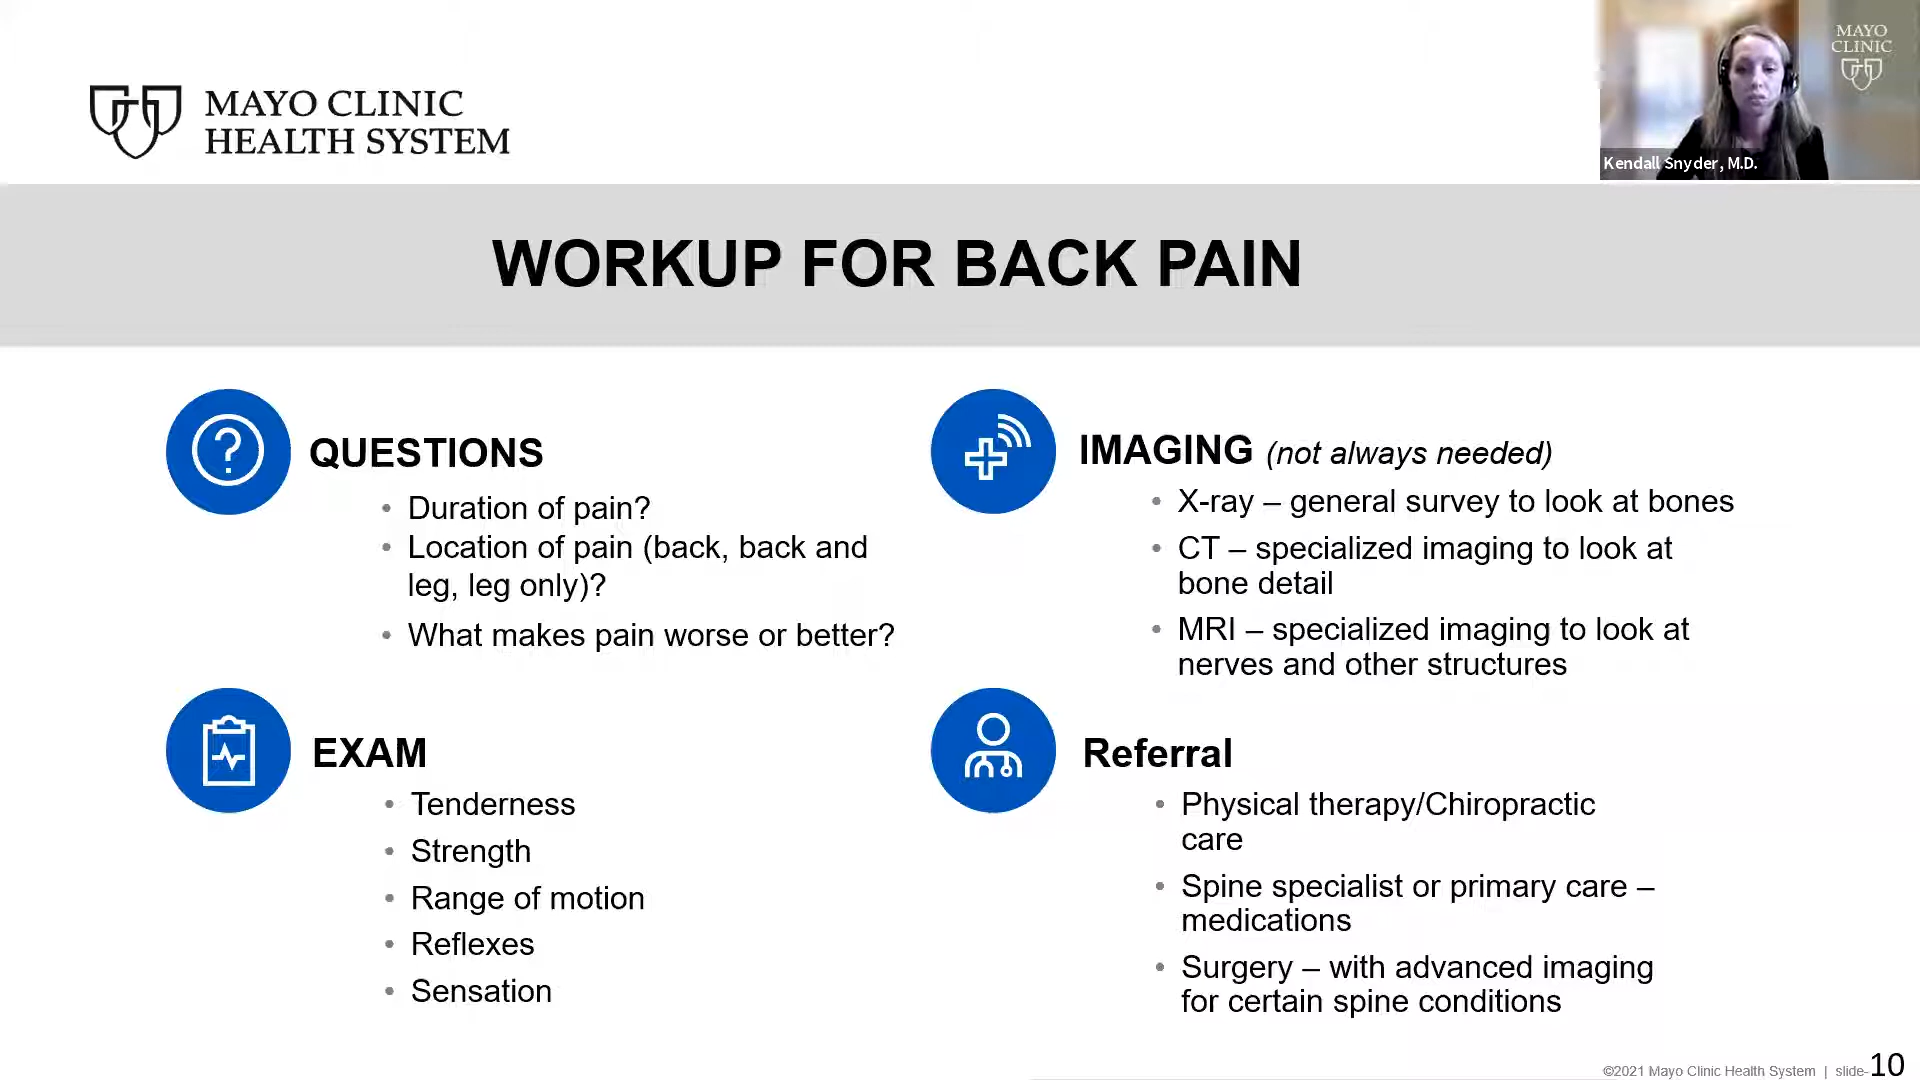 MAYO CLINIC
HEALTH SYSTEM
MAYO
CLINIC
Kendall Snyder, M.D.
WORKUP FOR BACK PAIN
QUESTIONS
• Duration of pain?
• Location of pain (back, back and
leg, leg only)?
• What makes pain worse or better?
IMAGING (not always needed)
• X-ray – general survey to look at bones
• CT – specialized imaging to look at
bone detail
• MRI – specialized imaging to look at
nerves and other structures
EXAM
• Tenderness
• Strength
• Range of motion
• Reflexes
• Sensation
Referral
• Physical therapy/Chiropractic
care
• Spine specialist or primary care –
medications
• Surgery – with advanced imaging
for certain spine conditions
©2021 Mayo Clinic Health System | slide-10